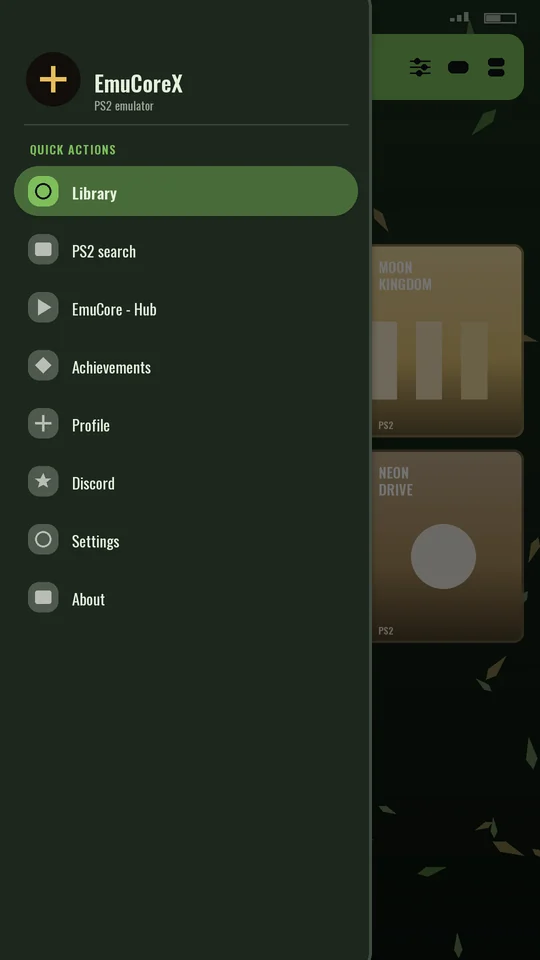 EmuCoreX
PS2 emulator
QUICK ACTIONS
Library
PS2 search
EmuCore - Hub
Achievements
Profile
Discord
Settings
About
MOON
KINGDOM
PS2
NEON
DRIVE
PS2